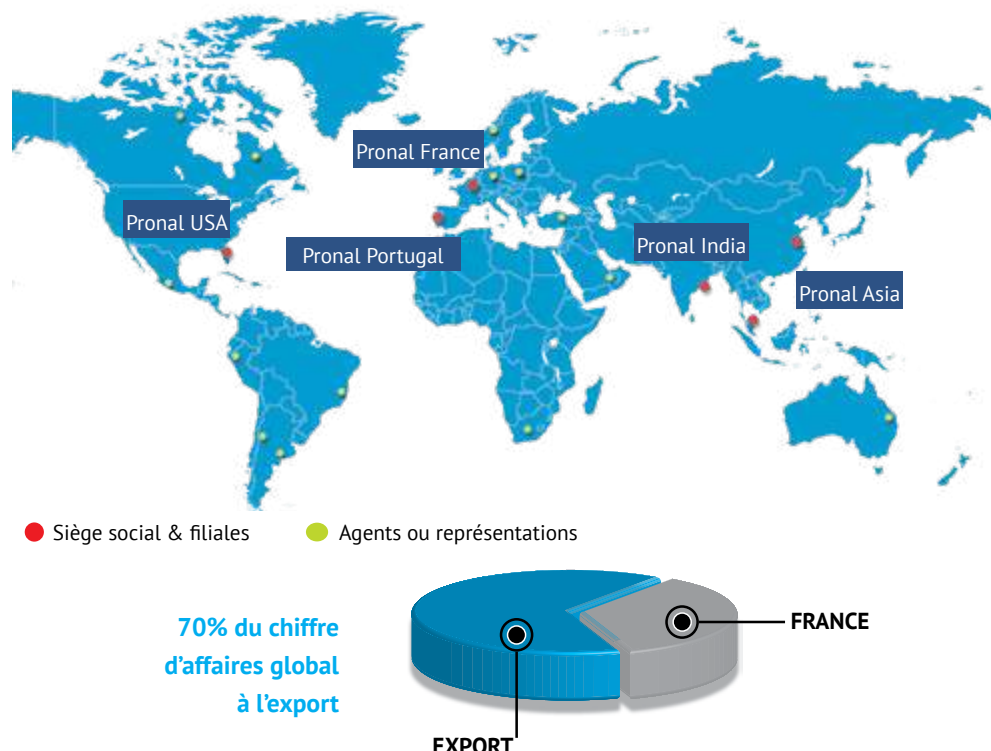 Pronal France
Pronal USA
Pronal Portugal
Pronal India
Pronal Asia
Siège social & filiales
Agents ou représentations
70% du chiffre
d’affaires global
à l’export
FRANCE
EXPORT